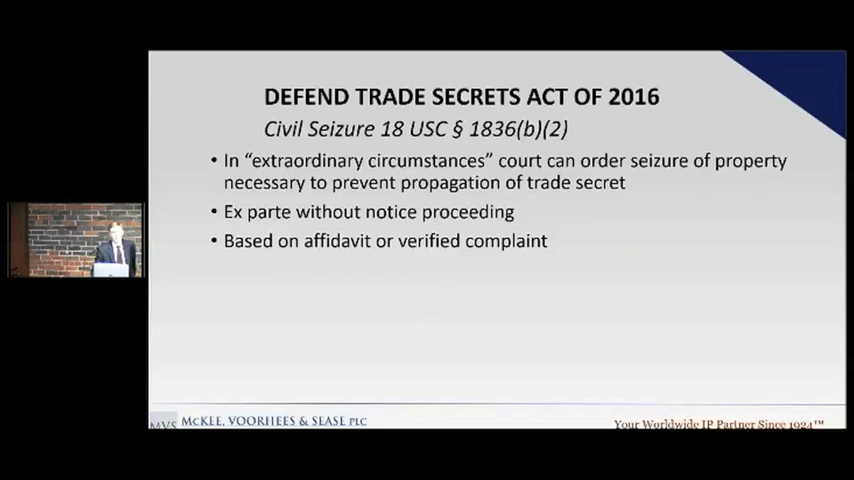 DEFEND TRADE SECRETS ACT OF 2016
Civil Seizure 18 USC § 1836(b)(2)
• In “extraordinary circumstances” court can order seizure of property
necessary to prevent propagation of trade secret
• Ex parte without notice proceeding
• Based on affidavit or verified complaint
MVS McKEE, VOORHEES & SEASE PLC
Your Worldwide IP Partner Since 1924™